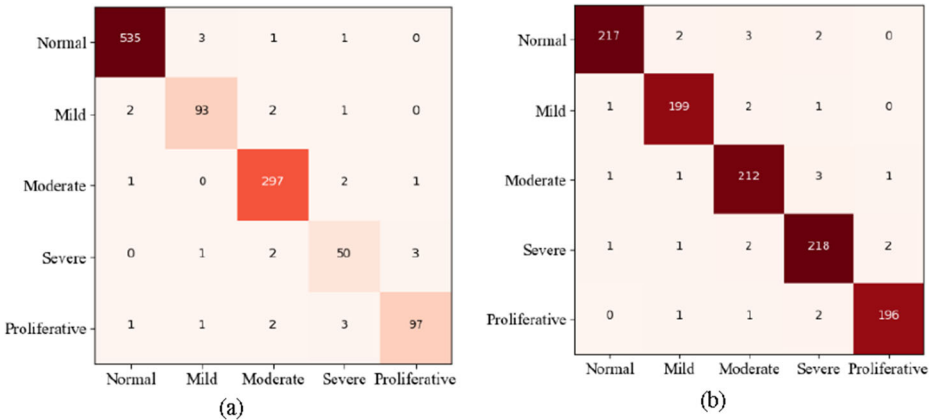 Normal 535 3 1 1 0
Mild 2 93 2 1 0
Moderate 1 0 297 2 1
Severe 0 1 2 50 3
Proliferative 1 1 2 3 97
Normal Mild Moderate Severe Proliferative
(a)
Normal 217 2 3 2 0
Mild 1 199 2 1 0
Moderate 1 1 212 3 1
Severe 1 1 2 218 2
Proliferative 0 1 1 2 196
Normal Mild Moderate Severe Proliferative
(b)